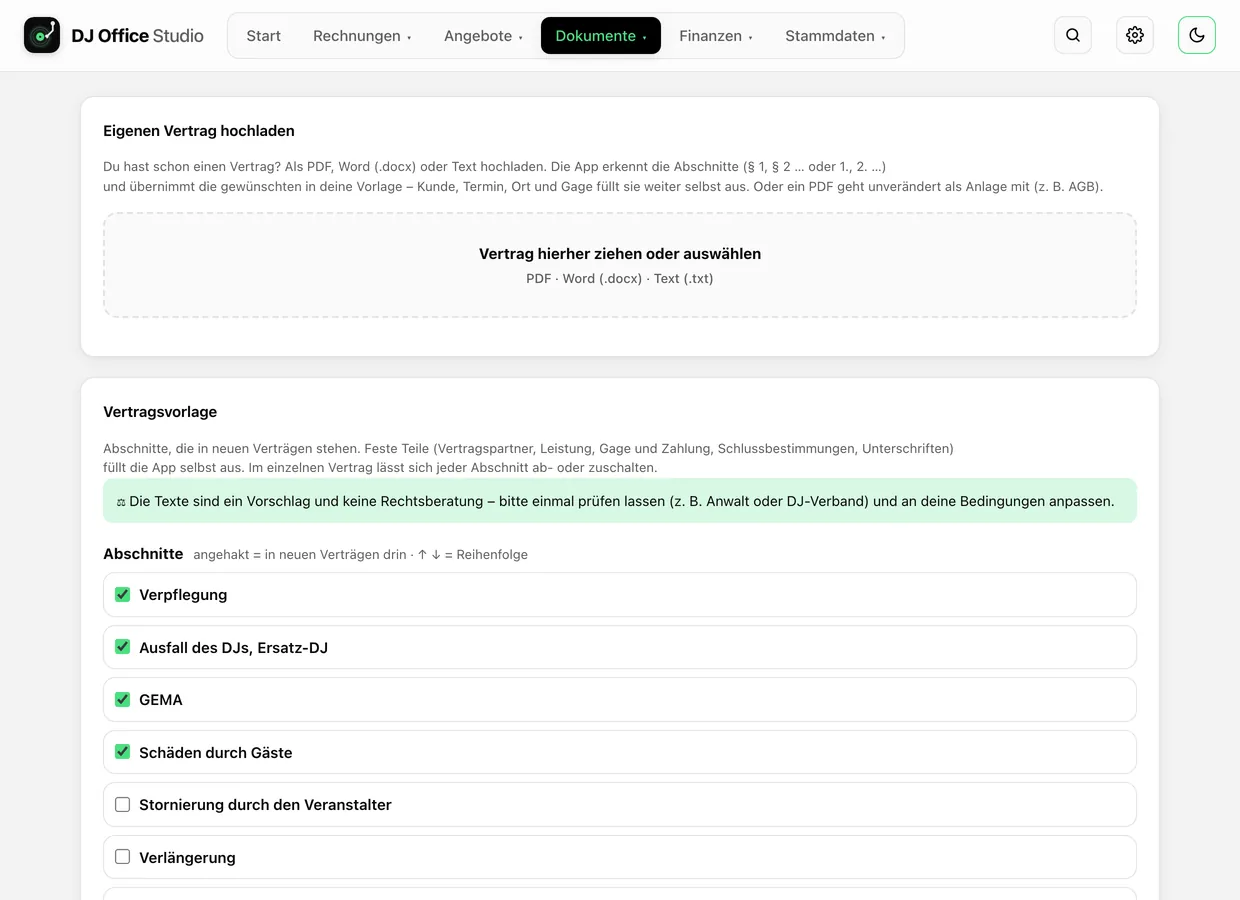 DJ Office Studio
Start
Rechnungen
Angebote
Dokumente
Finanzen
Stammdaten
Eigenen Vertrag hochladen
Du hast schon einen Vertrag? Als PDF, Word (.docx) oder Text hochladen. Die App erkennt die Abschnitte (§ 1, § 2 … oder 1., 2. …)
und übernimmt die gewünschten in deine Vorlage – Kunde, Termin, Ort und Gage füllt sie weiter selbst aus. Oder ein PDF geht unverändert als Anlage mit (z. B. AGB).
Vertrag hierher ziehen oder auswählen
PDF · Word (.docx) · Text (.txt)
Vertragsvorlage
Abschnitte, die in neuen Verträgen stehen. Feste Teile (Vertragspartner, Leistung, Gage und Zahlung, Schlussbestimmungen, Unterschriften)
füllt die App selbst aus. Im einzelnen Vertrag lässt sich jeder Abschnitt ab- oder zuschalten.
⚖ Die Texte sind ein Vorschlag und keine Rechtsberatung – bitte einmal prüfen lassen (z. B. Anwalt oder DJ-Verband) und an deine Bedingungen anpassen.
Abschnitte angehakt = in neuen Verträgen drin · ↑ ↓ = Reihenfolge
Verpflegung
Ausfall des DJs, Ersatz-DJ
GEMA
Schäden durch Gäste
Stornierung durch den Veranstalter
Verlängerung